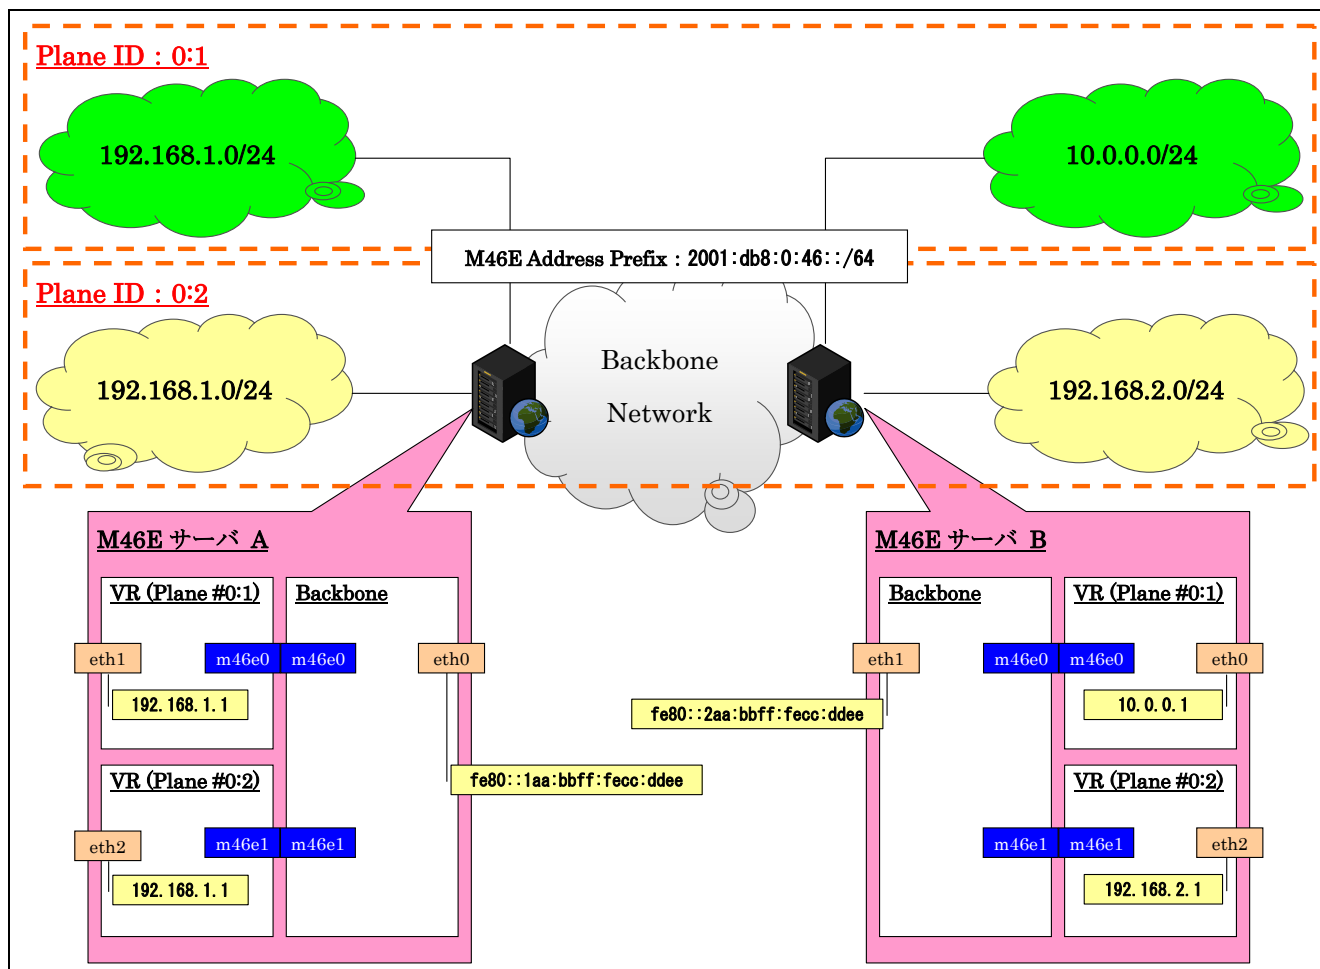 Plane ID : 0:1
192.168.1.0/24
10.0.0.0/24
M46E Address Prefix : 2001:db8:0:46::/64
Plane ID : 0:2
192.168.1.0/24
Backbone
Network
192.168.2.0/24
M46E サーバ A
VR (Plane #0:1)
Backbone
eth1
m46e0
m46e0
eth0
192.168.1.1
fe80::1aa:bbff:fecc:ddee
VR (Plane #0:2)
eth2
m46e1
m46e1
192.168.1.1
M46E サーバ B
Backbone
VR (Plane #0:1)
eth1
m46e0
m46e0
eth0
fe80::2aa:bbff:fecc:ddee
10.0.0.1
VR (Plane #0:2)
m46e1
m46e1
eth2
192.168.2.1